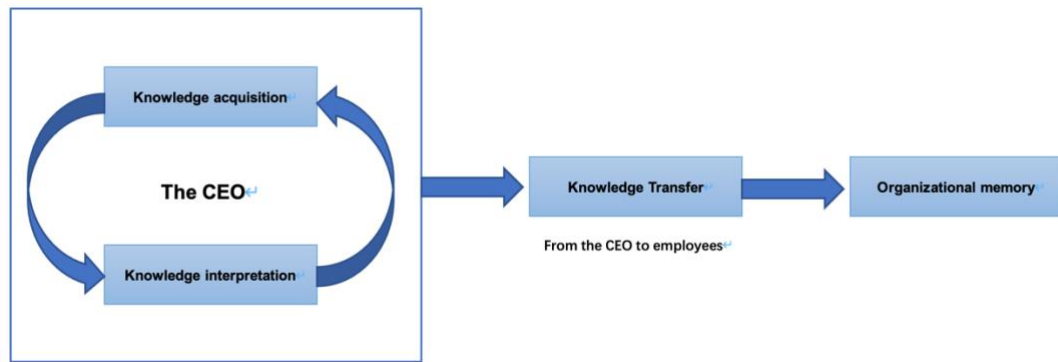 Knowledge acquisition↵
The CEO↵
Knowledge interpretation↵
Knowledge Transfer↵
From the CEO to employees↵
Organizational memory↵